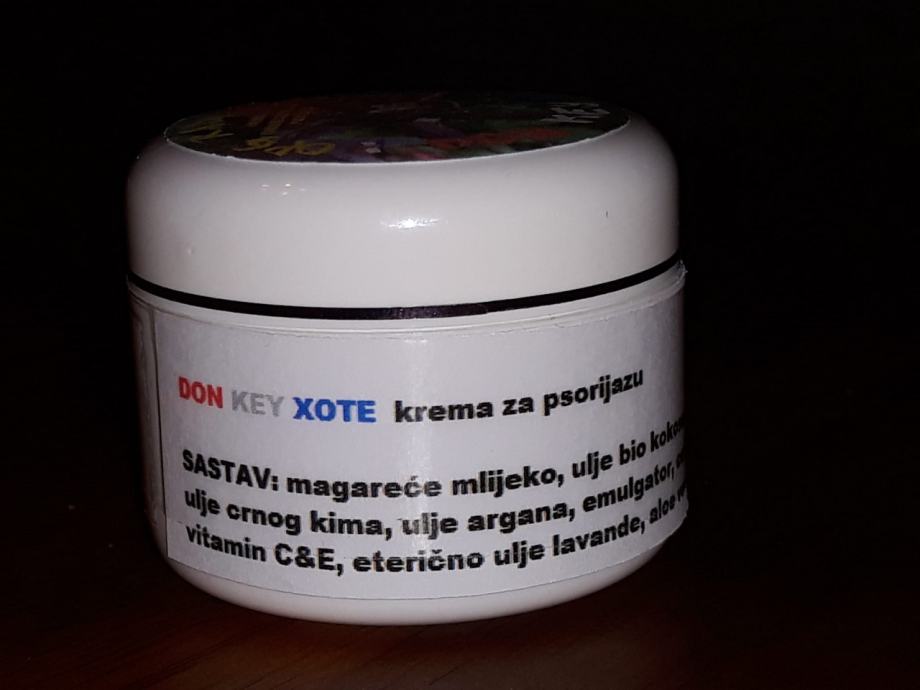 DON KEY XOTE krema za psorijazu
SASTAV: magareće mlijeko, ulje bio
ulje crnog kima, ulje argana, emulgator,
vitamin C&E, eterično ulje lavande, aloe